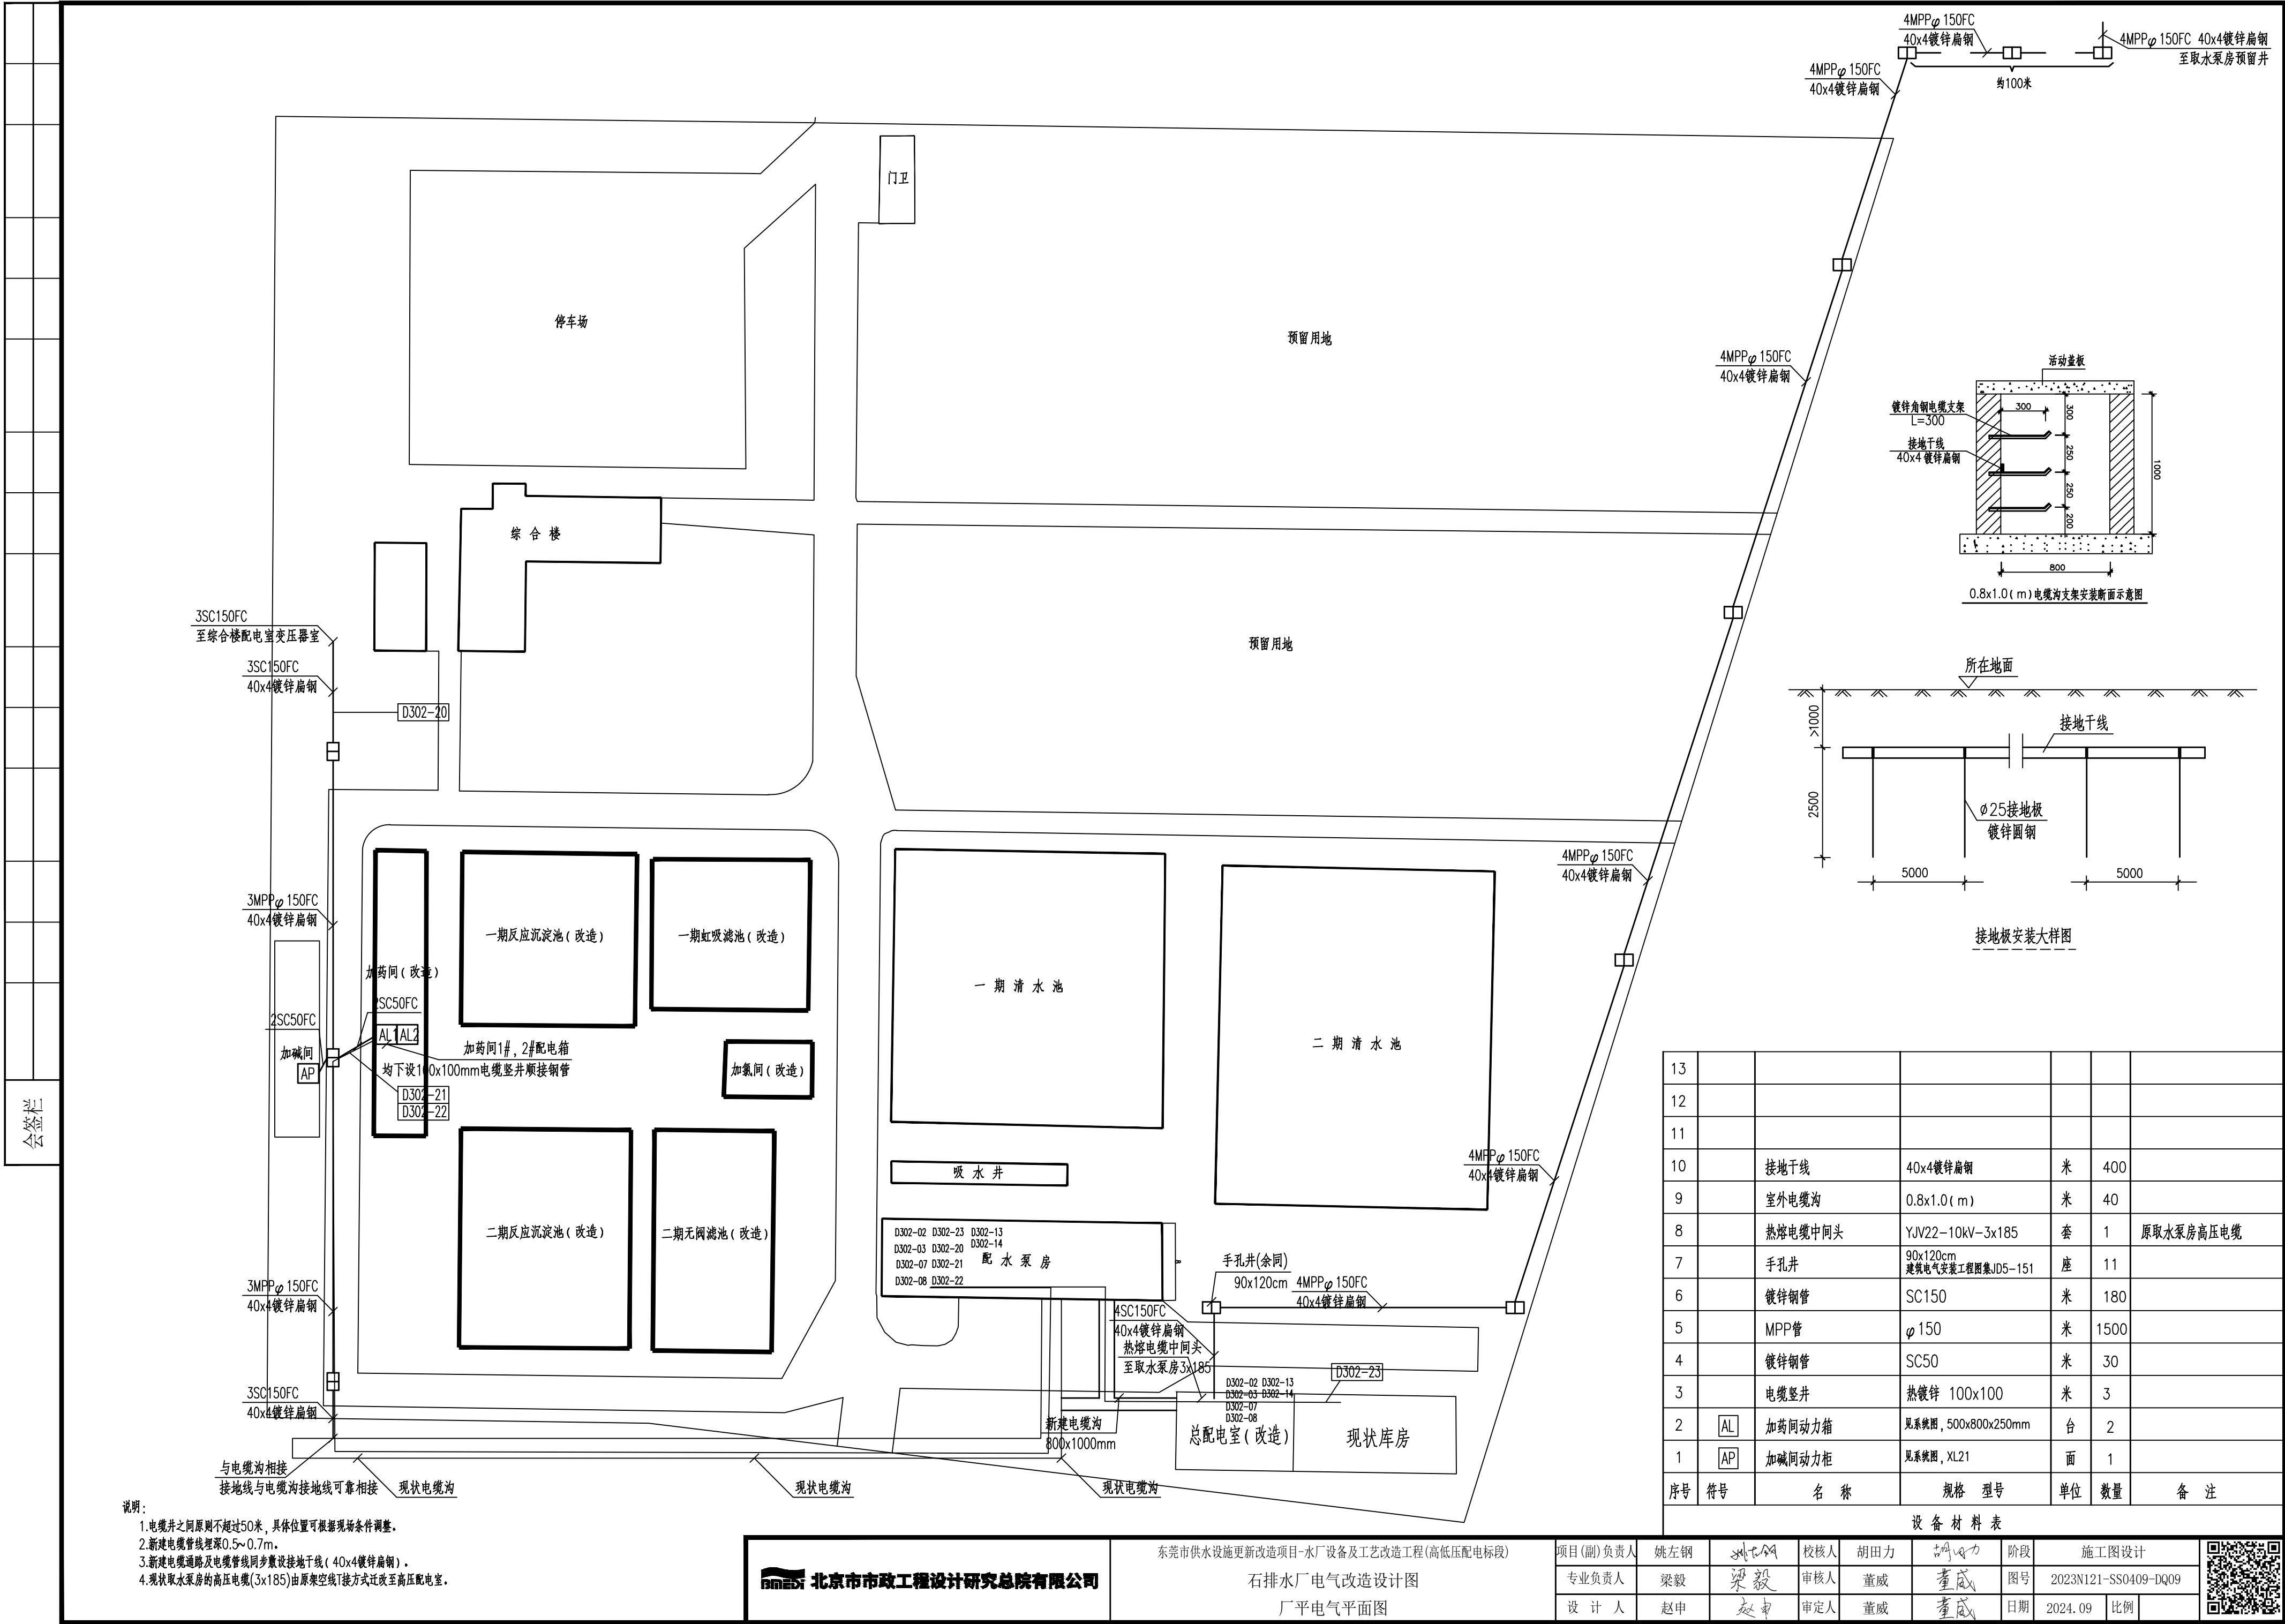 4MPPφ150FC
40x4镀锌扁钢
4MPPφ150FC 40x4镀锌扁钢
至取水泵房预留井
约100米
4MPPφ150FC
40x4镀锌扁钢
门卫
停车场
预留用地
4MPPφ150FC
40x4镀锌扁钢
活动盖板
镀锌角钢电缆支架
L=300
接地干线
40x4 镀锌扁钢
300
300
250
250
200
1000
800
0.8x1.0(m)电缆沟支架安装断面示意图
综合楼
预留用地
3SC150FC
至综合楼配电室变压器室
3SC150FC
40x4镀锌扁钢
D302-20
所在地面
>1000
接地干线
2500
φ25接地极
镀锌圆钢
5000
5000
接地极安装大样图
4MPPφ150FC
40x4镀锌扁钢
3MPPφ150FC
40x4镀锌扁钢
一期反应沉淀池(改造)
一期虹吸滤池(改造)
加药间(改造)
一期清水池
二期清水池
2SC50FC
2SC50FC
AL1 AL2
加碱间
AP
加药间1#,2#配电箱
均下设100x100mm电缆竖井顺接钢管
D302-21
D302-22
加氯间(改造)
会签栏
4MPPφ150FC
40x4镀锌扁钢
吸水井
二期反应沉淀池(改造)
二期无阀滤池(改造)
D302-02 D302-23 D302-13
D302-03 D302-20 D302-14
D302-07 D302-21
D302-08 D302-22
配水泵房
手孔井(余同)
90x120cm
4MPPφ150FC
40x4镀锌扁钢
3MPPφ150FC
40x4镀锌扁钢
4SC150FC
40x4镀锌扁钢
热熔电缆中间头
至取水泵房3x185
D302-23
D302-02 D302-13
D302-03 D302-14
D302-07
D302-08
总配电室(改造)
现状库房
3SC150FC
40x4镀锌扁钢
新建电缆沟
800x1000mm
与电缆沟相接
接地线与电缆沟接地线可靠相接
现状电缆沟
现状电缆沟
现状电缆沟
说明:
1.电缆井之间原则不超过50米,具体位置可根据现场条件调整。
2.新建电缆管线埋深0.5~0.7m。
3.新建电缆通路及电缆管线同步敷设接地干线(40x4镀锌扁钢)。
4.现状取水泵房的高压电缆(3x185)由原架空线T接方式迁改至高压配电室。
13
12
11
10 接地干线 40x4镀锌扁钢 米 400
9 室外电缆沟 0.8x1.0(m) 米 40
8 热熔电缆中间头 YJV22-10kV-3x185 套 1 原取水泵房高压电缆
7 手孔井 90x120cm 建筑电气安装工程图集JD5-151 座 11
6 镀锌钢管 SC150 米 180
5 MPP管 φ150 米 1500
4 镀锌钢管 SC50 米 30
3 电缆竖井 热镀锌 100x100 米 3
2 AL 加药间动力箱 见系统图,500x800x250mm 台 2
1 AP 加碱间动力柜 见系统图,XL21 面 1
序号 符号 名称 规格 型号 单位 数量 备注
设备材料表
BMEDI 北京市市政工程设计研究总院有限公司
东莞市供水设施更新改造项目-水厂设备及工艺改造工程(高低压配电标段)
石排水厂电气改造设计图
厂平电气平面图
项目(副)负责人 姚左钢 校核人 胡田力 阶段 施工图设计
专业负责人 梁毅 梁毅 审核人 董威 董威 图号 2023N121-SS0409-DQ09
设计人 赵申 赵申 审定人 董威 董威 日期 2024.09 比例